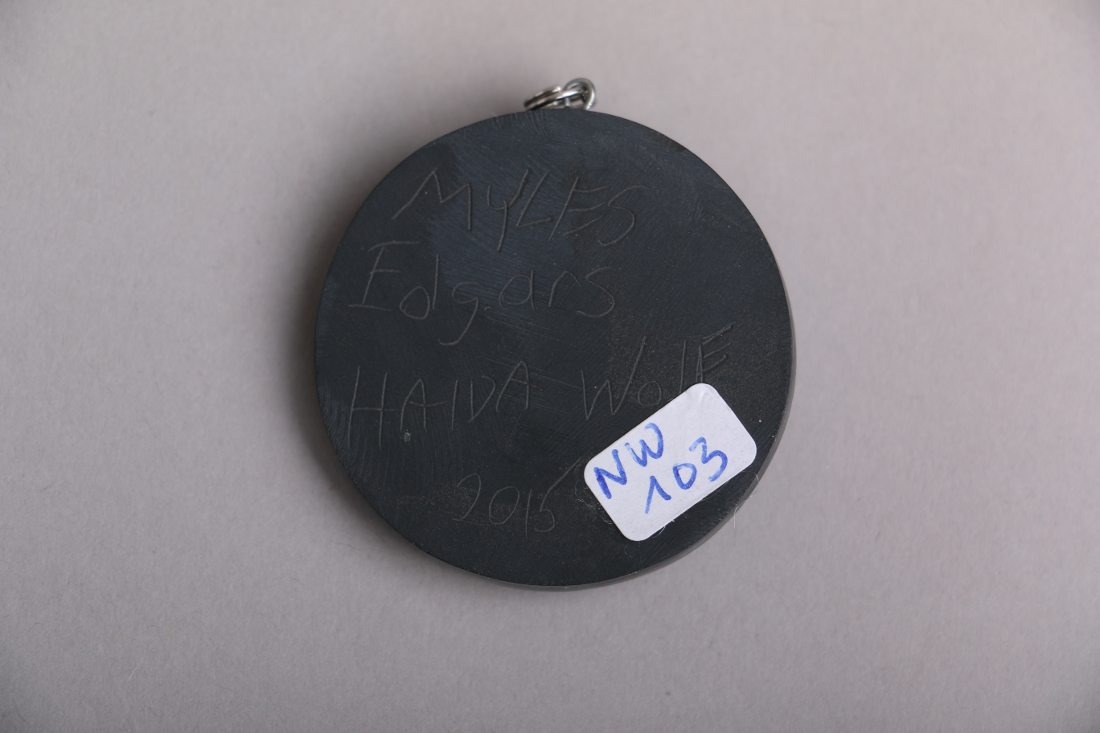 MYLES
Edgars
HAIDA WOLF
2015
NW
103